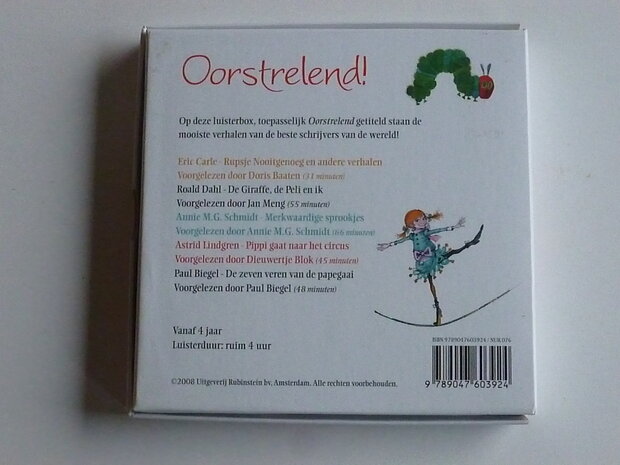 Oorstrelend!
Op deze luisterbox, toepasselijk Oorstrelend getiteld staan de
mooiste verhalen van de beste schrijvers van de wereld!
Eric Carle - Rupsje Nooitgenoeg en andere verhalen
Voorgelezen door Doris Baaten (31 minuten)
Roald Dahl - De Giraffe, de Peli en ik
Voorgelezen door Jan Meng (55 minuten)
Annie M.G. Schmidt - Merkwaardige sprookjes
Voorgelezen door Annie M.G. Schmidt (66 minuten)
Astrid Lindgren - Pippi gaat naar het circus
Voorgelezen door Dieuwertje Blok (45 minuten)
Paul Biegel - De zeven veren van de papegaai
Voorgelezen door Paul Biegel (48 minuten)
Vanaf 4 jaar
Luisterduur: ruim 4 uur
ISBN 9789047603924 / NUR 076
9 789047 603924
©2008 Uitgeverij Rubinstein bv, Amsterdam. Alle rechten voorbehouden.